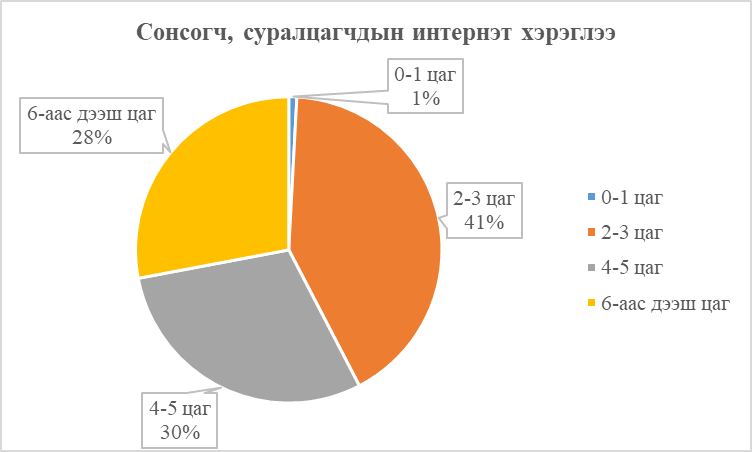 Сонсогч, суралцагчдын интернэт хэрэглээ
0-1 цаг
1%
6-аас дээш цаг
28%
2-3 цаг
41%
4-5 цаг
30%
0-1 цаг
2-3 цаг
4-5 цаг
6-аас дээш цаг